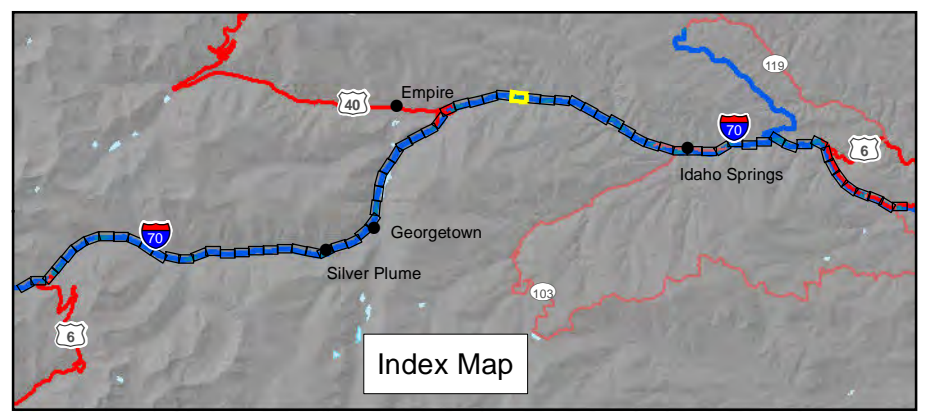 119
Empire
40
70
6
Idaho Springs
Georgetown
70
Silver Plume
103
6
Index Map